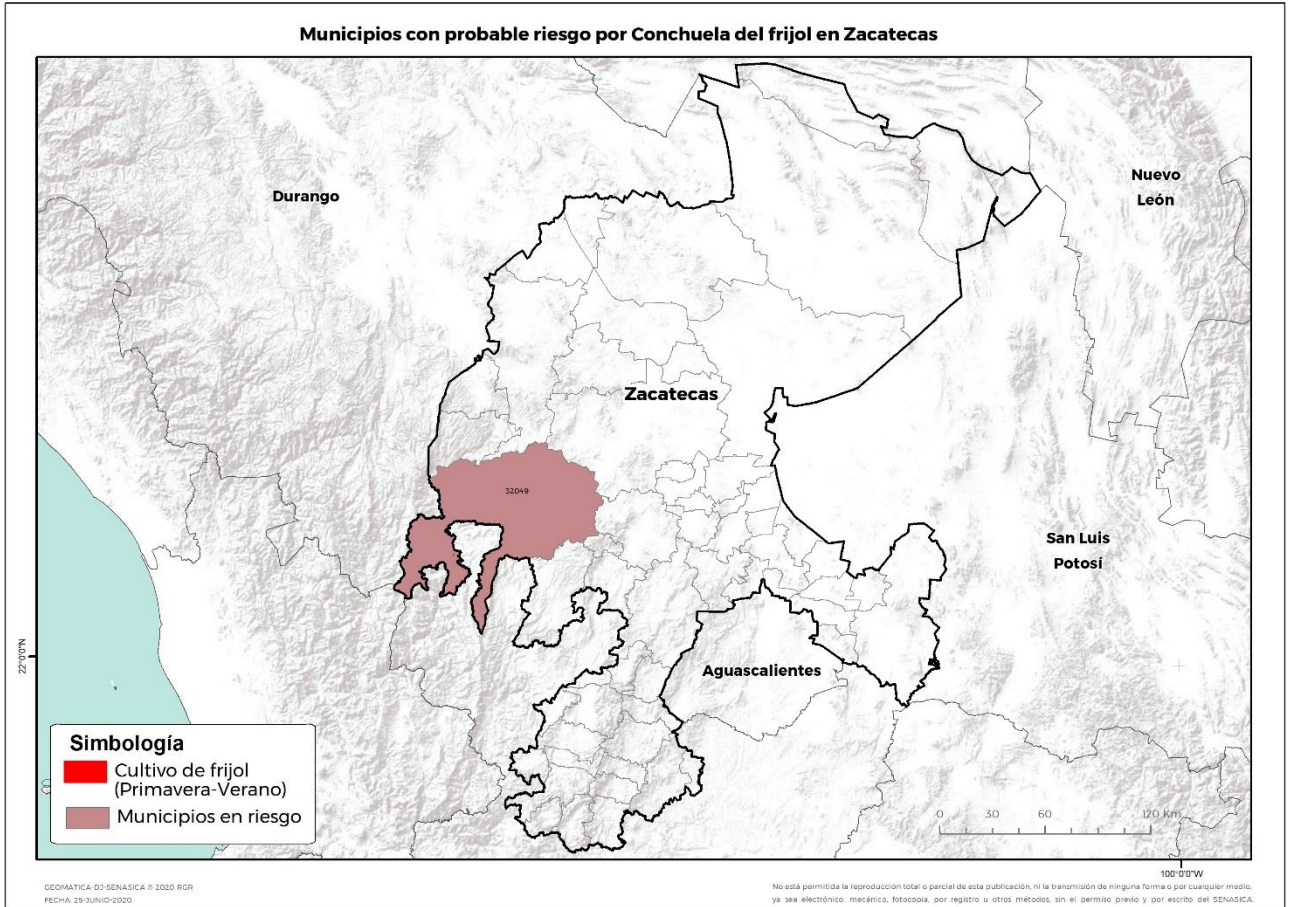 Municipios con probable riesgo por Conchuela del frijol en Zacatecas
Durango
Nuevo
León
Zacatecas
32049
San Luis
Potosí
Aguascalientes
22°0'0"N
Simbología
Cultivo de frijol
(Primavera-Verano)
Municipios en riesgo
0 30 60 120 Km
100°0'0"W
GEOMATICA-DJ-SENASICA © 2020 RGR
FECHA: 25-JUNIO-2020
No está permitida la reproducción total o parcial de esta publicación, ni la transmisión de ninguna forma o por cualquier medio,
ya sea electrónico, mecánico, fotocopia, por registro u otros métodos, sin el permiso previo y por escrito del SENASICA.